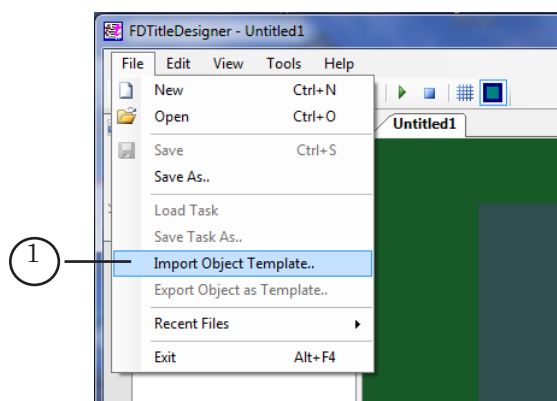 FDTitleDesigner - Untitled1
File Edit View Tools Help
New Ctrl+N
Open Ctrl+O
Untitled1
Save Ctrl+S
Save As..
Load Task
Save Task As..
1
Import Object Template..
Export Object as Template..
Recent Files
Exit Alt+F4